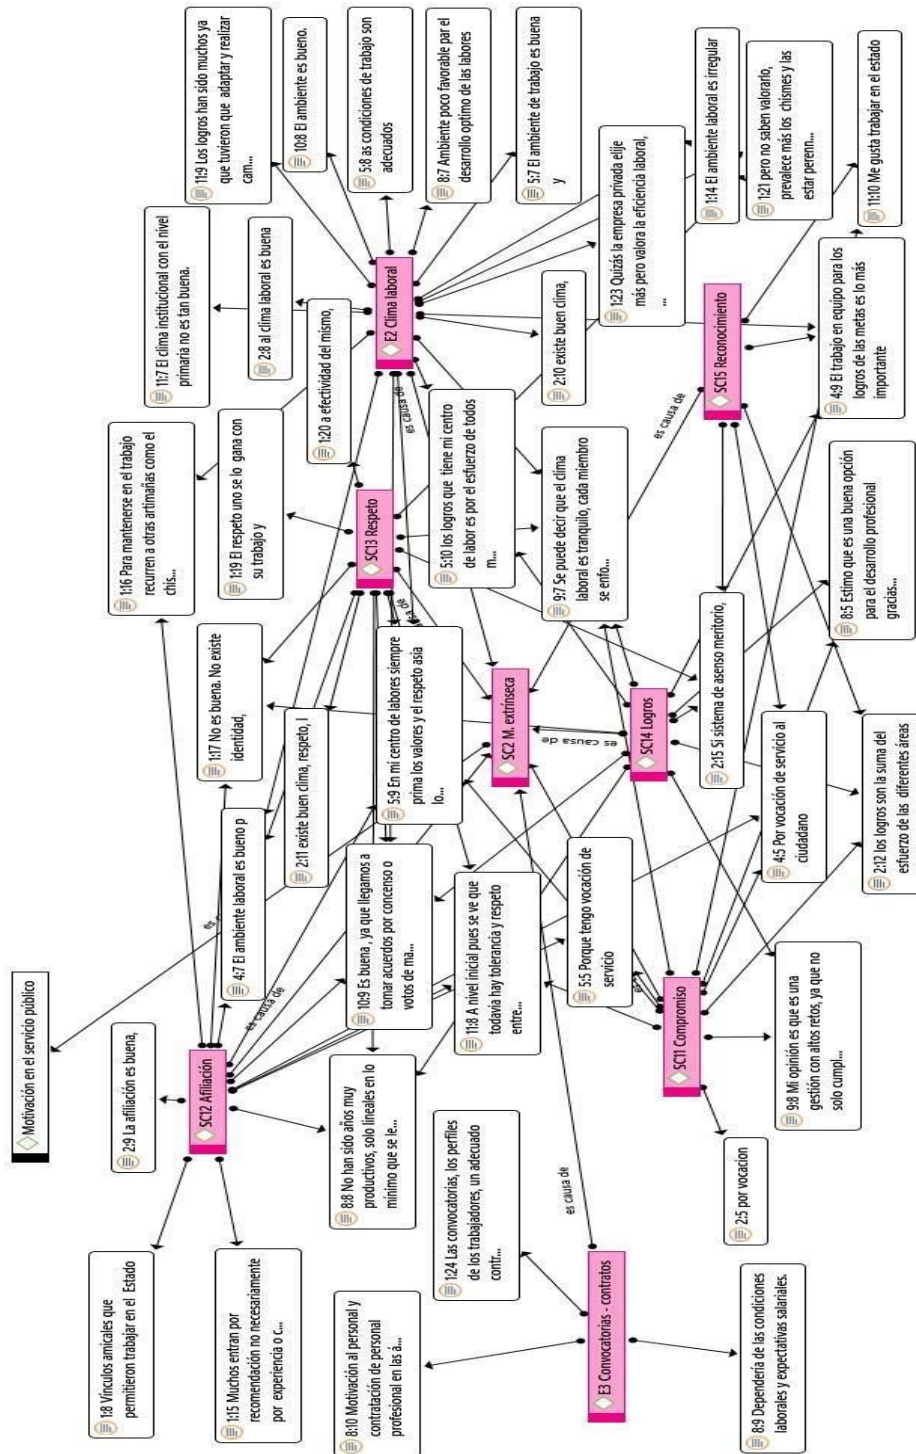 Motivación en el servicio público
1:8 Vínculos amicales que
permitieron trabajar en el Estado
2:9 La afiliación es buena,
SC12 Afiliación
1:15 Muchos entran por
recomendación no necesariamente
por experiencia o c...
8:10 Motivación al personal y
contratación de personal
profesional en las á...
4:7 El ambiente laboral es bueno p
1:17 No es buena. No existe
identidad,
1:16 Para mantenerse en el trabajo
recurren a otras artimañas como el
chis...
11:7 El clima institucional con el nivel
primaria no es tan buena.
11:9 Los logros han sido muchos ya
que tuvieron que adaptar y realizar
cam...
1:19 El respeto uno se lo gana con
su trabajo y
2:8 al clima laboral es buena
10:8 El ambiente es bueno,
1:20 a efectividad del mismo,
2:11 existe buen clima, respeto, l
5:8 as condiciones de trabajo son
adecuados
SC13 Respeto
E2 Clima laboral
6:7 Ambiente poco favorable par el
desarrollo optimo de las labores
8:8 No han sido años muy
productivos, solo lineales en lo
mínimo que se le...
10:9 Es buena , ya que llegamos a
tomar acuerdos por concenso o
votos de ma...
5:9 En mi centro de labores siempre
prima los valores y el respeto asia
lo...
es causa de
es causa de
1:24 Las convocatorias, los perfiles
de los trabajadores, un adecuado
contr...
11:8 A nivel inicial pues se ve que
todavía hay tolerancia y respeto
entre...
SC2 M. extrínseca
5:10 los logros que tiene mi centro
de labor es por el esfuerzo de todos
m...
5:7 El ambiente de trabajo es buena
y
2:10 existe buen clima,
es causa de
es causa de
9:7 Se puede decir que el clima
laboral es tranquilo, cada miembro
se enfo...
1:23 Quizás la empresa privada elije
más pero valora la eficiencia laboral,
...
E3 Convocatorias - contratos
5:5 Porque tengo vocación de
servicio
SC14 Logros
es causa de
1:14 El ambiente laboral es irregular
SC11 Compromiso
2:15 Si sistema de asenso meritorio,
SC15 Reconocimiento
1:21 pero no saben valorarlo,
prevalece más los chismes y las
estar perenn...
8:9 Dependería de las condiciones
laborales y expectativas salariales.
2:5 por vocacion
9:8 Mi opinión es que es una
gestión con altos retos, ya que no
solo cumpl...
4:5 Por vocación de servicio al
ciudadano
8:5 Estimo que es una buena opción
para el desarrollo profesional
gracias...
4:9 El trabajo en equipo para los
logros de las metas es lo más
importante
11:10 Me gusta trabajar en el estado
2:12 los logros son la suma del
esfuerzo de las diferentes áreas